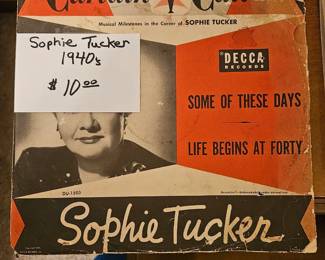 Musical Milestones in the Career of SOPHIE TUCKER
Sophie Tucker
1940s
$10.00
DECCA
RECORDS
SOME OF THESE DAYS
LIFE BEGINS AT FORTY
Sophie Tucker